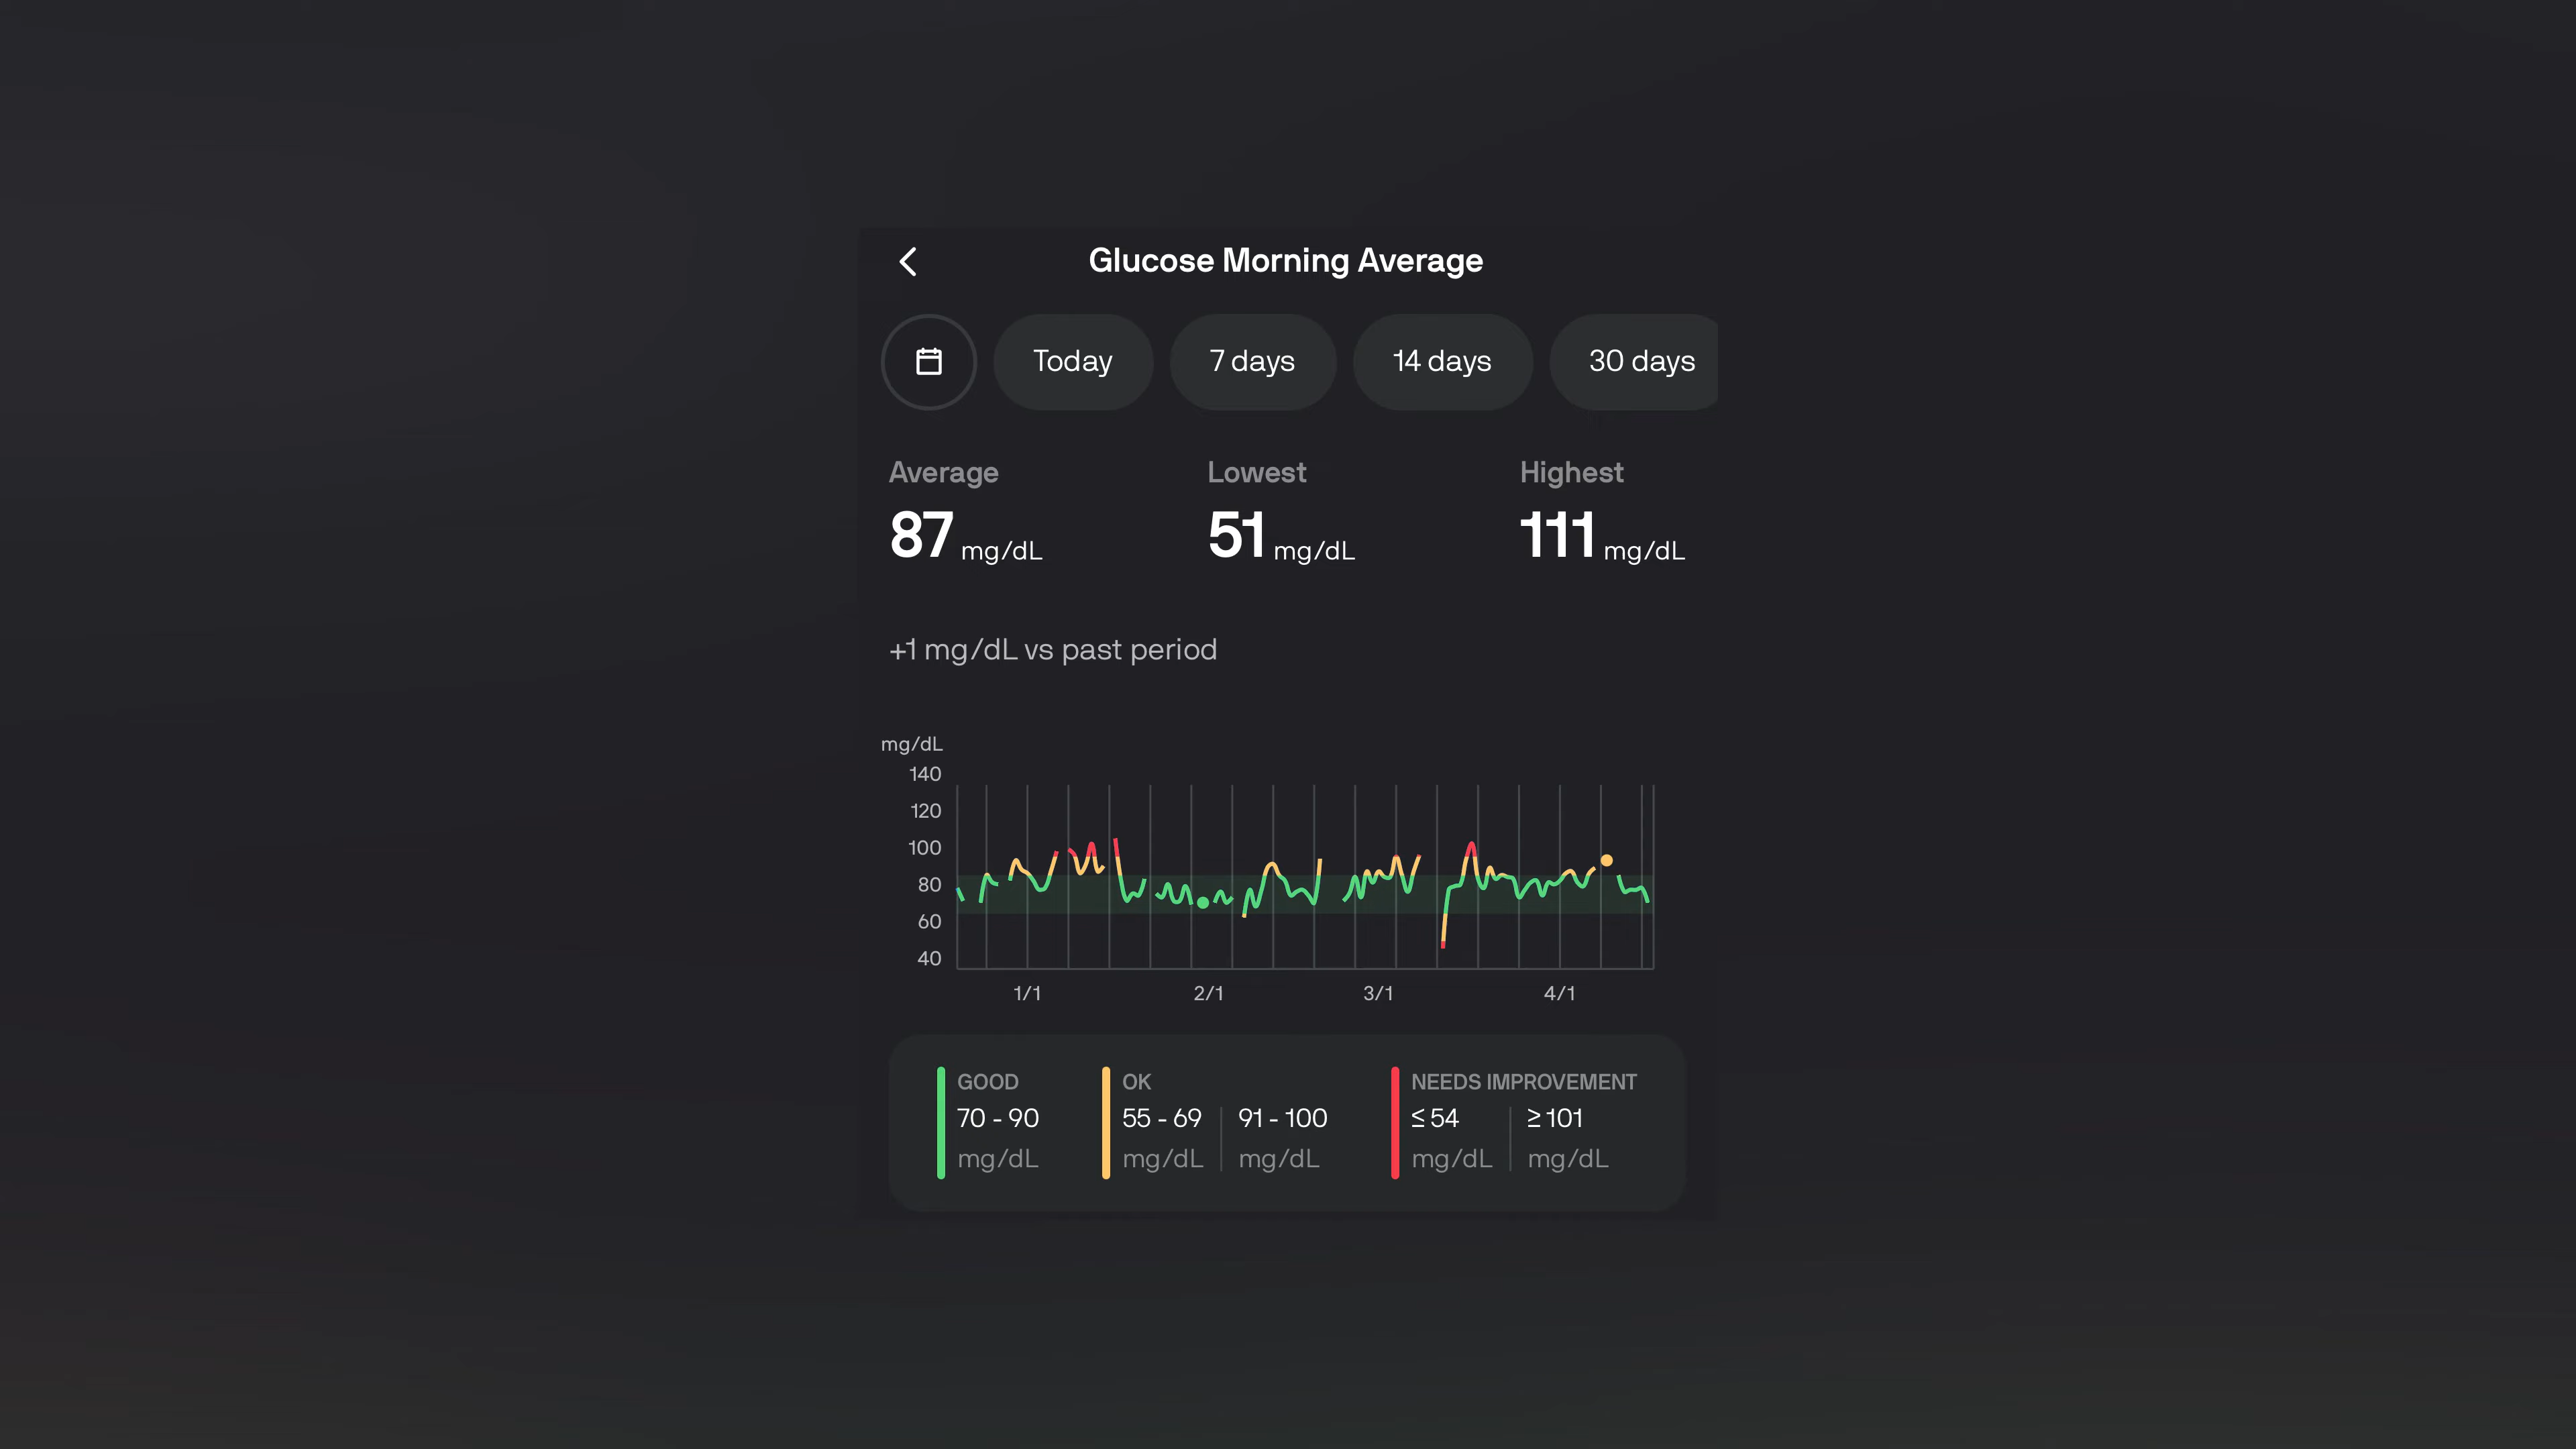 Glucose Morning Average
Today 7 days 14 days 30 days
Average Lowest Highest
87 mg/dL 51 mg/dL 111 mg/dL
+1 mg/dL vs past period
mg/dL
140
120
100
80
60
40
1/1 2/1 3/1 4/1
GOOD OK NEEDS IMPROVEMENT
70 - 90 55 - 69 91 - 100 ≤ 54 ≥ 101
mg/dL mg/dL mg/dL mg/dL mg/dL